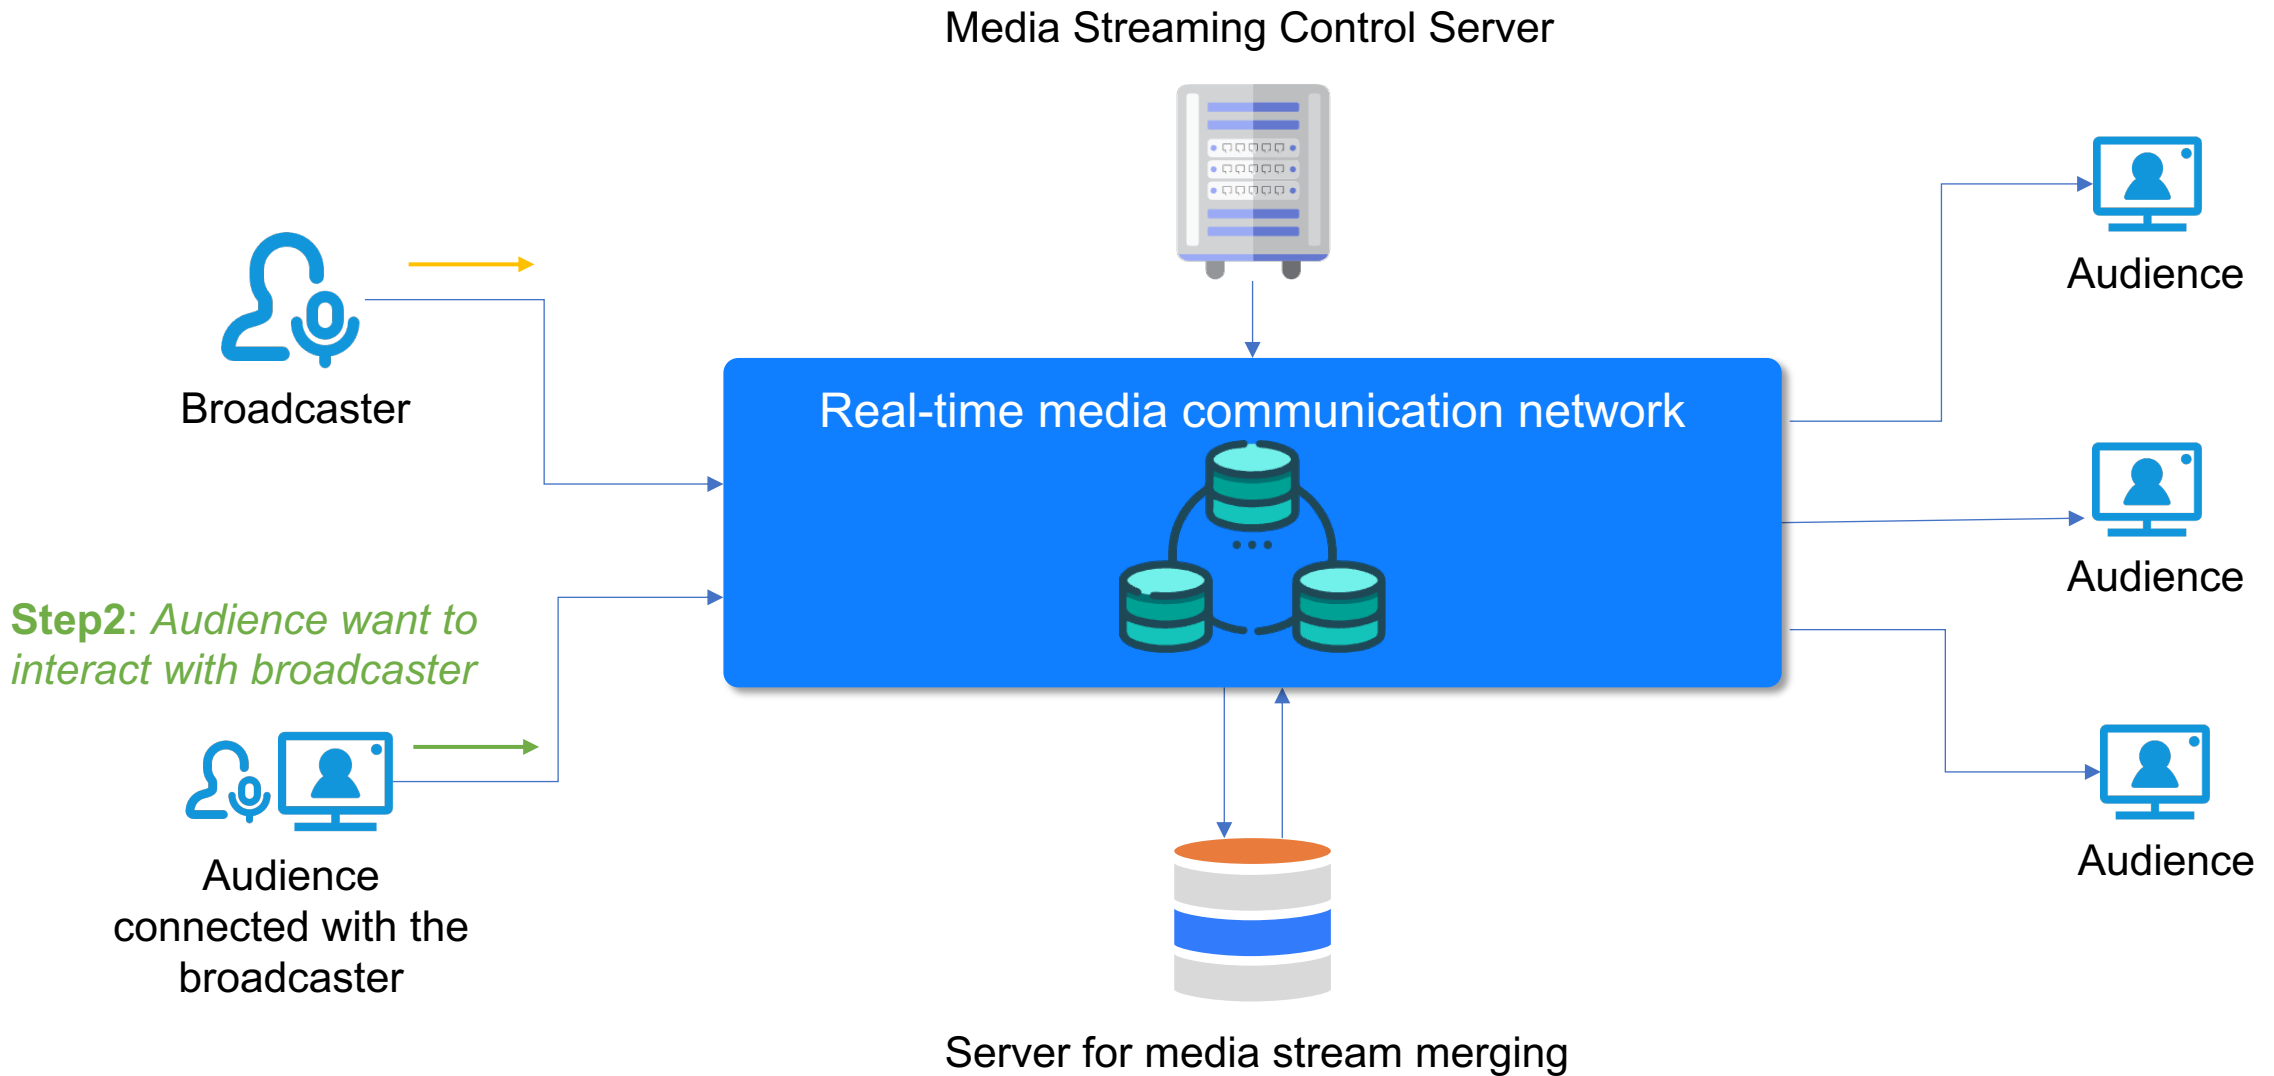 Media Streaming Control Server
Audience
Broadcaster
Real-time media communication network
Audience
Step2: Audience want to
interact with broadcaster
Audience
Audience
connected with the
broadcaster
Server for media stream merging